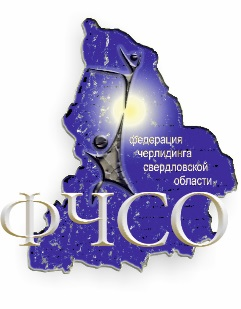 федерация
черлидинга
свердловской
области
ФЧСО